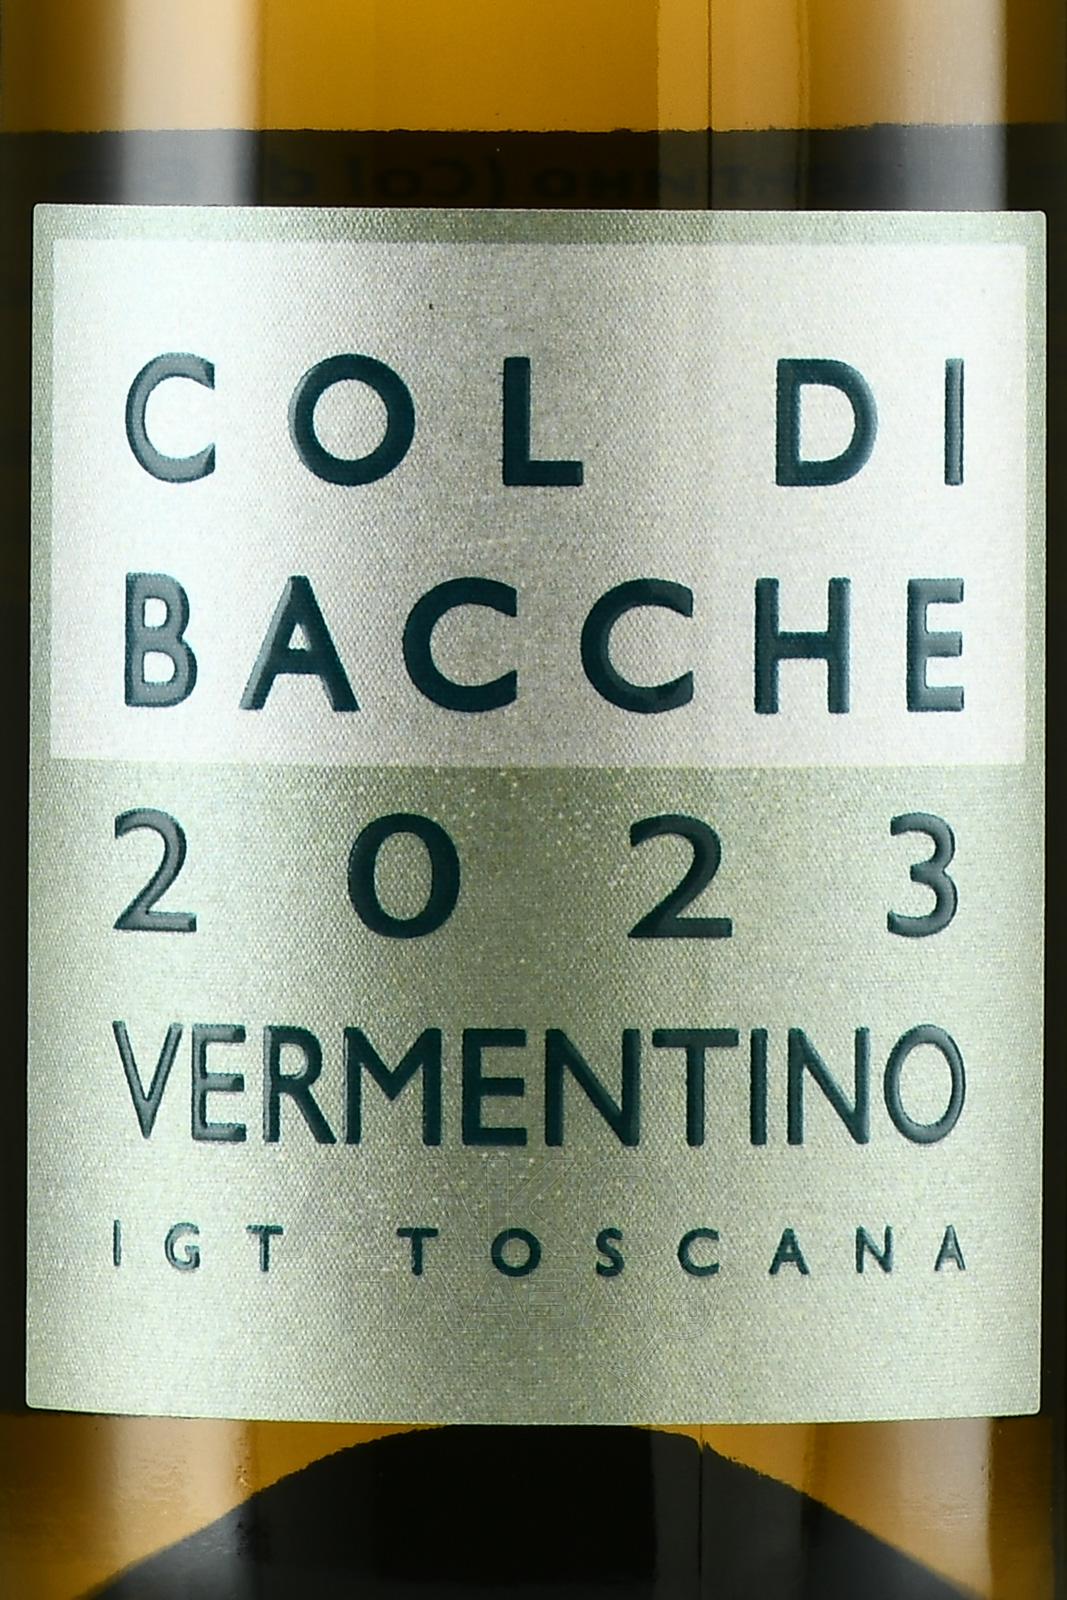 COL DI
BACCHE
2023
VERMENTINO
IGT TOSCANA